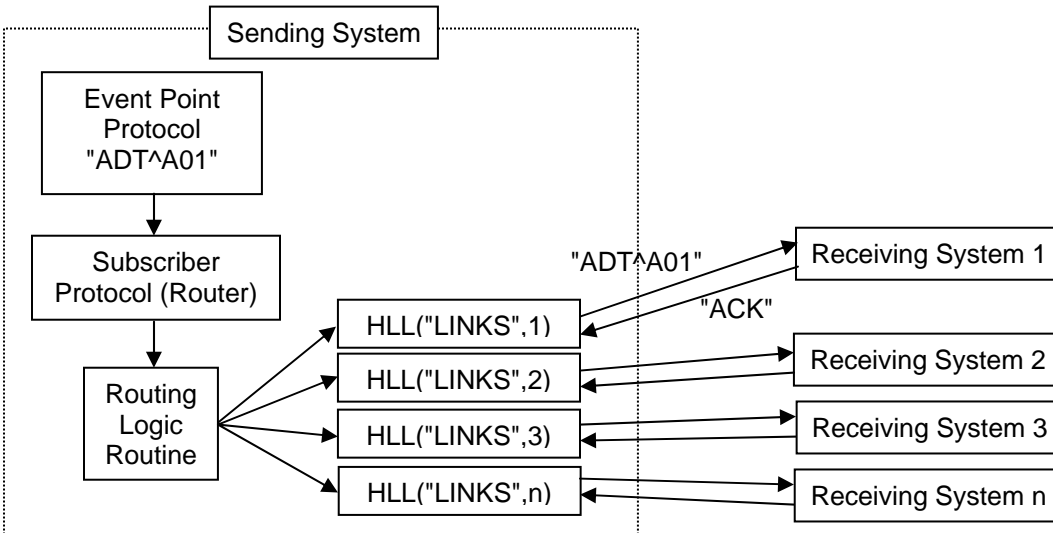 Sending System
Event Point
Protocol
"ADT^A01"
Subscriber
Protocol (Router)
Routing
Logic
Routine
HLL("LINKS",1)
HLL("LINKS",2)
HLL("LINKS",3)
HLL("LINKS",n)
"ADT^A01"
"ACK"
Receiving System 1
Receiving System 2
Receiving System 3
Receiving System n